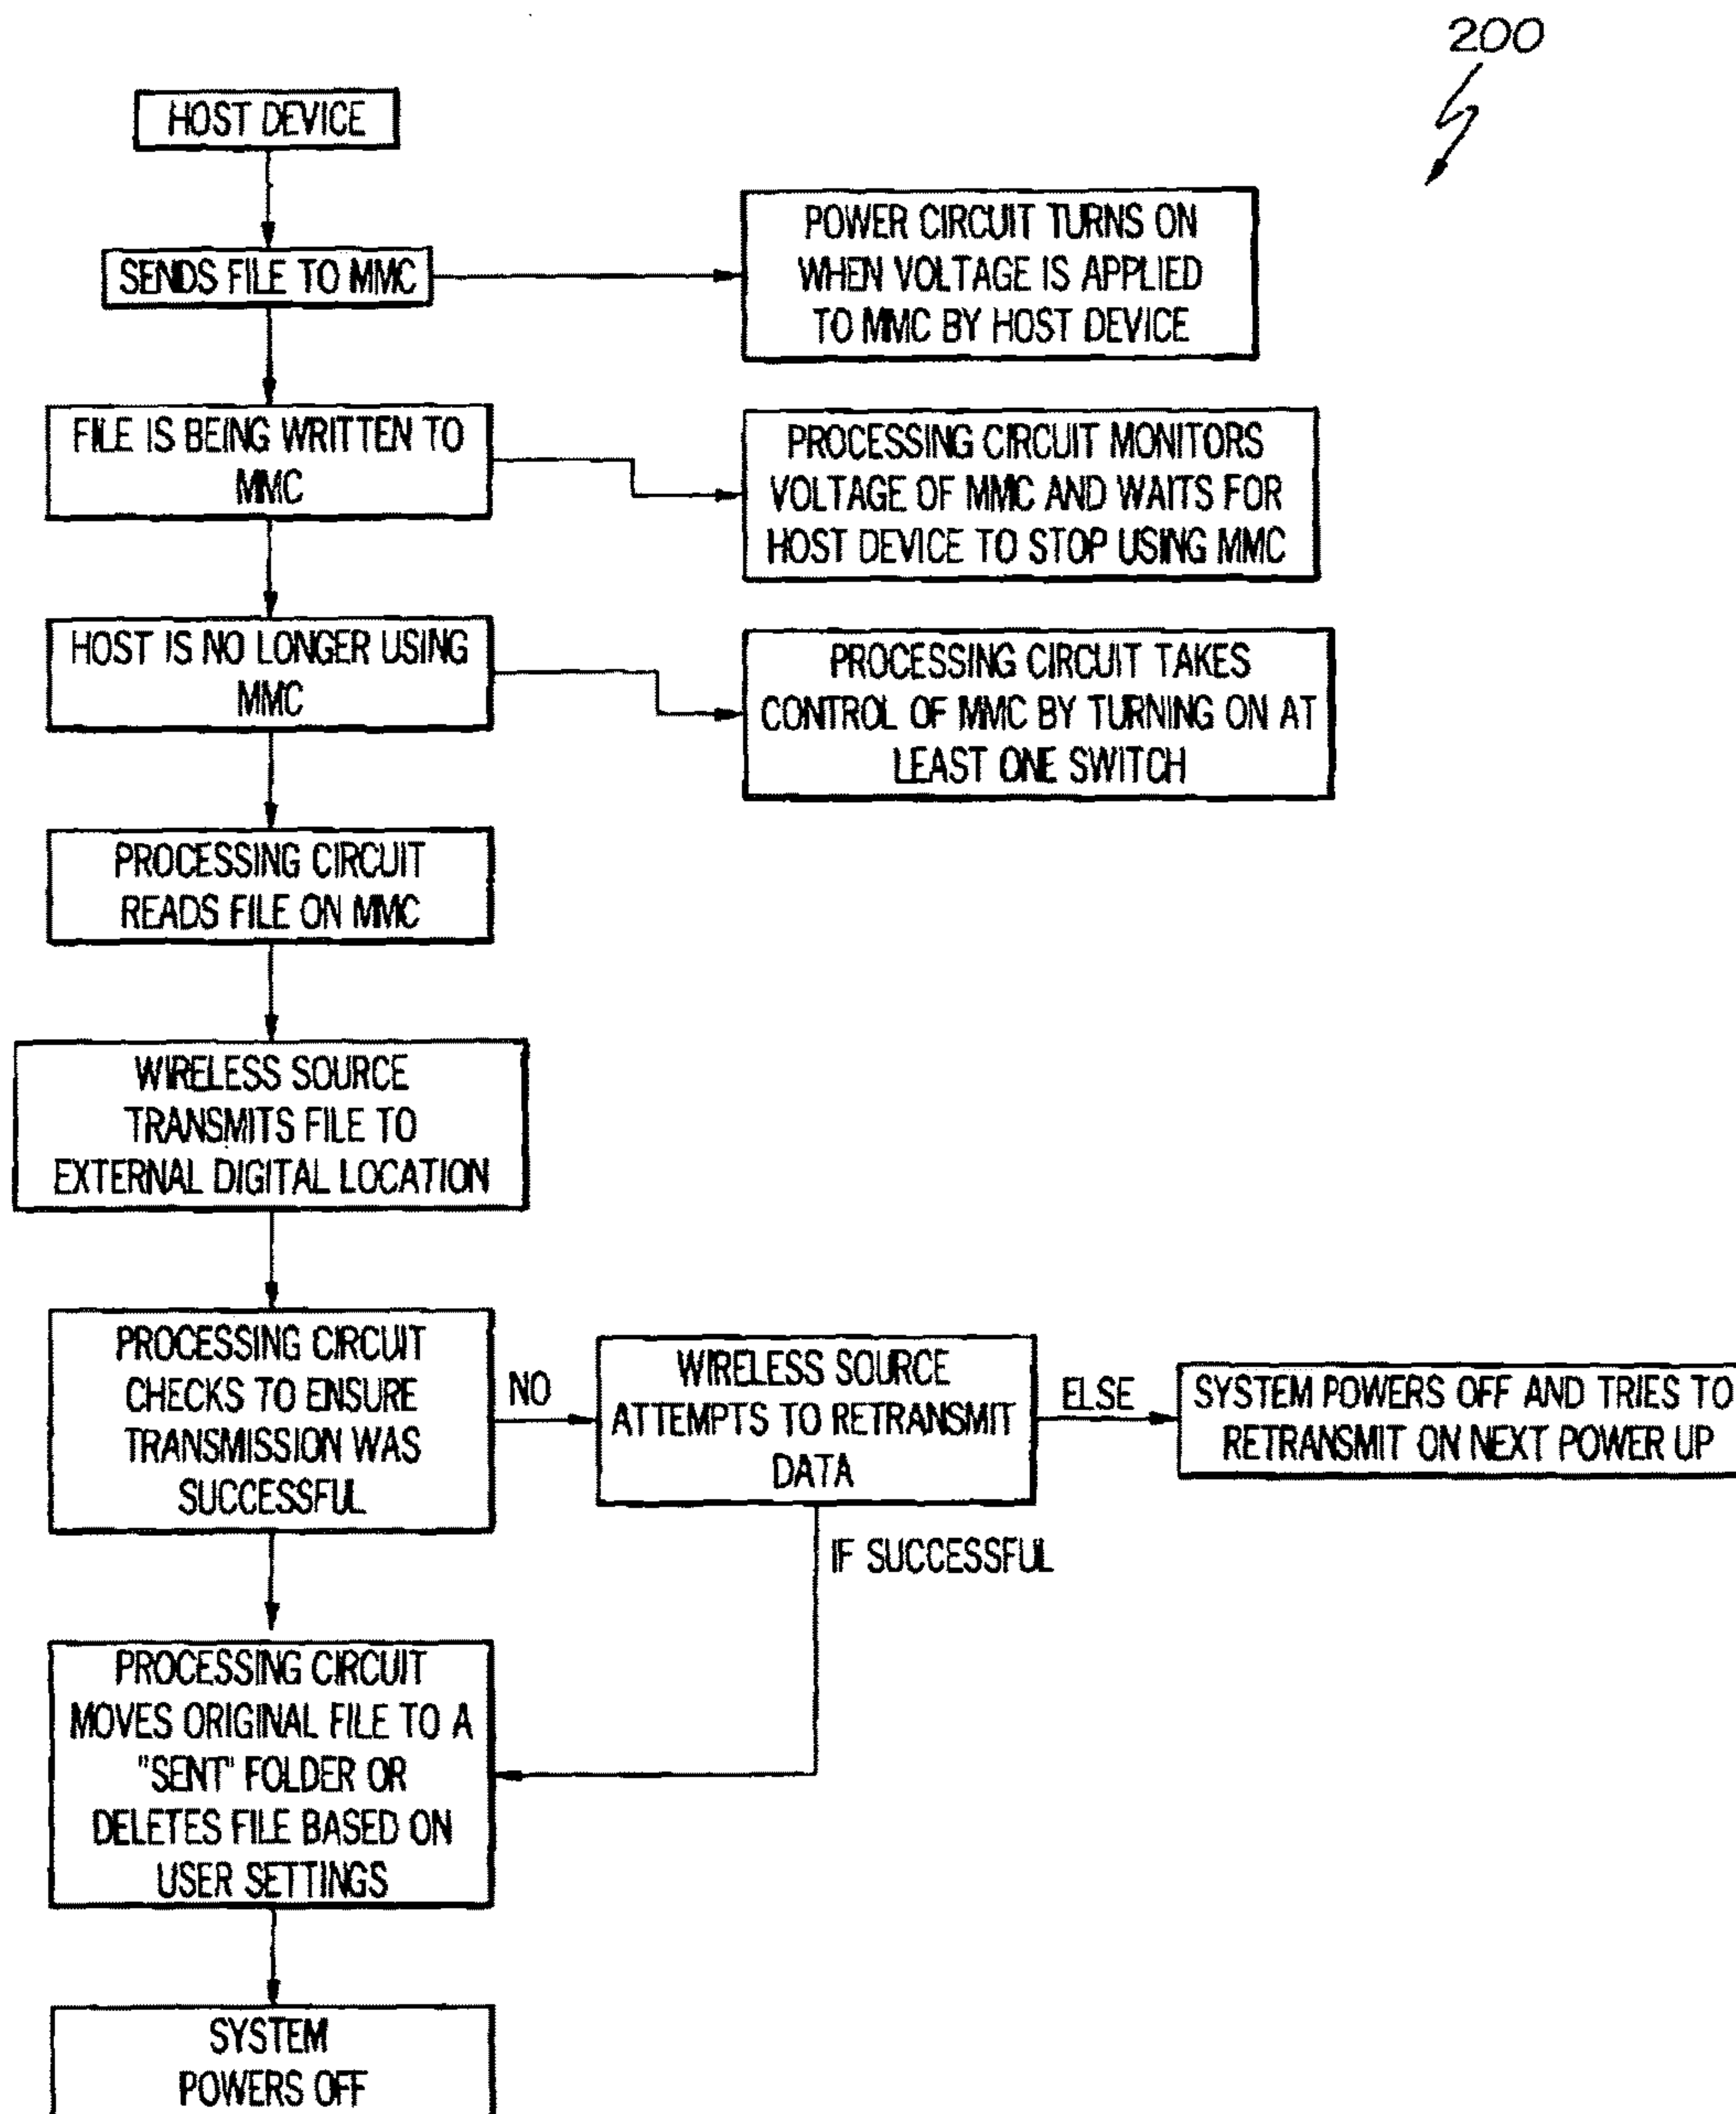 200
HOST DEVICE
SENDS FILE TO MMC
POWER CIRCUIT TURNS ON
WHEN VOLTAGE IS APPLIED
TO MMC BY HOST DEVICE
FILE IS BEING WRITTEN TO
MMC
PROCESSING CIRCUIT MONITORS
VOLTAGE OF MMC AND WAITS FOR
HOST DEVICE TO STOP USING MMC
HOST IS NO LONGER USING
MMC
PROCESSING CIRCUIT TAKES
CONTROL OF MMC BY TURNING ON AT
LEAST ONE SWITCH
PROCESSING CIRCUIT
READS FILE ON MMC
WIRELESS SOURCE
TRANSMITS FILE TO
EXTERNAL DIGITAL LOCATION
PROCESSING CIRCUIT
CHECKS TO ENSURE
TRANSMISSION WAS
SUCCESSFUL
NO
WIRELESS SOURCE
ATTEMPTS TO RETRANSMIT
DATA
ELSE
SYSTEM POWERS OFF AND TRIES TO
RETRANSMIT ON NEXT POWER UP
IF SUCCESSFUL
PROCESSING CIRCUIT
MOVES ORIGINAL FILE TO A
"SENT" FOLDER OR
DELETES FILE BASED ON
USER SETTINGS
SYSTEM
POWERS OFF